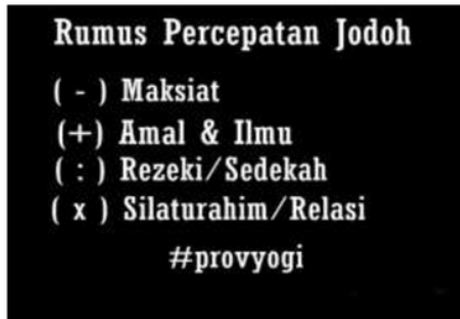 Rumus Percepatan Jodoh
( - ) Maksiat
(+) Amal & Ilmu
( : ) Rezeki/Sedekah
( x ) Silaturahim/Relasi
#provyogi